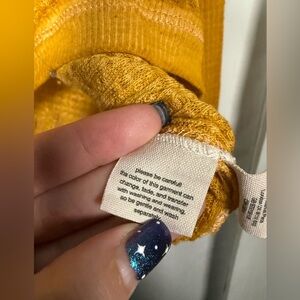 please be careful!
the color of this garment can
change, fade, and transfer
with washing and wearing,
so be gentle and wash
separately